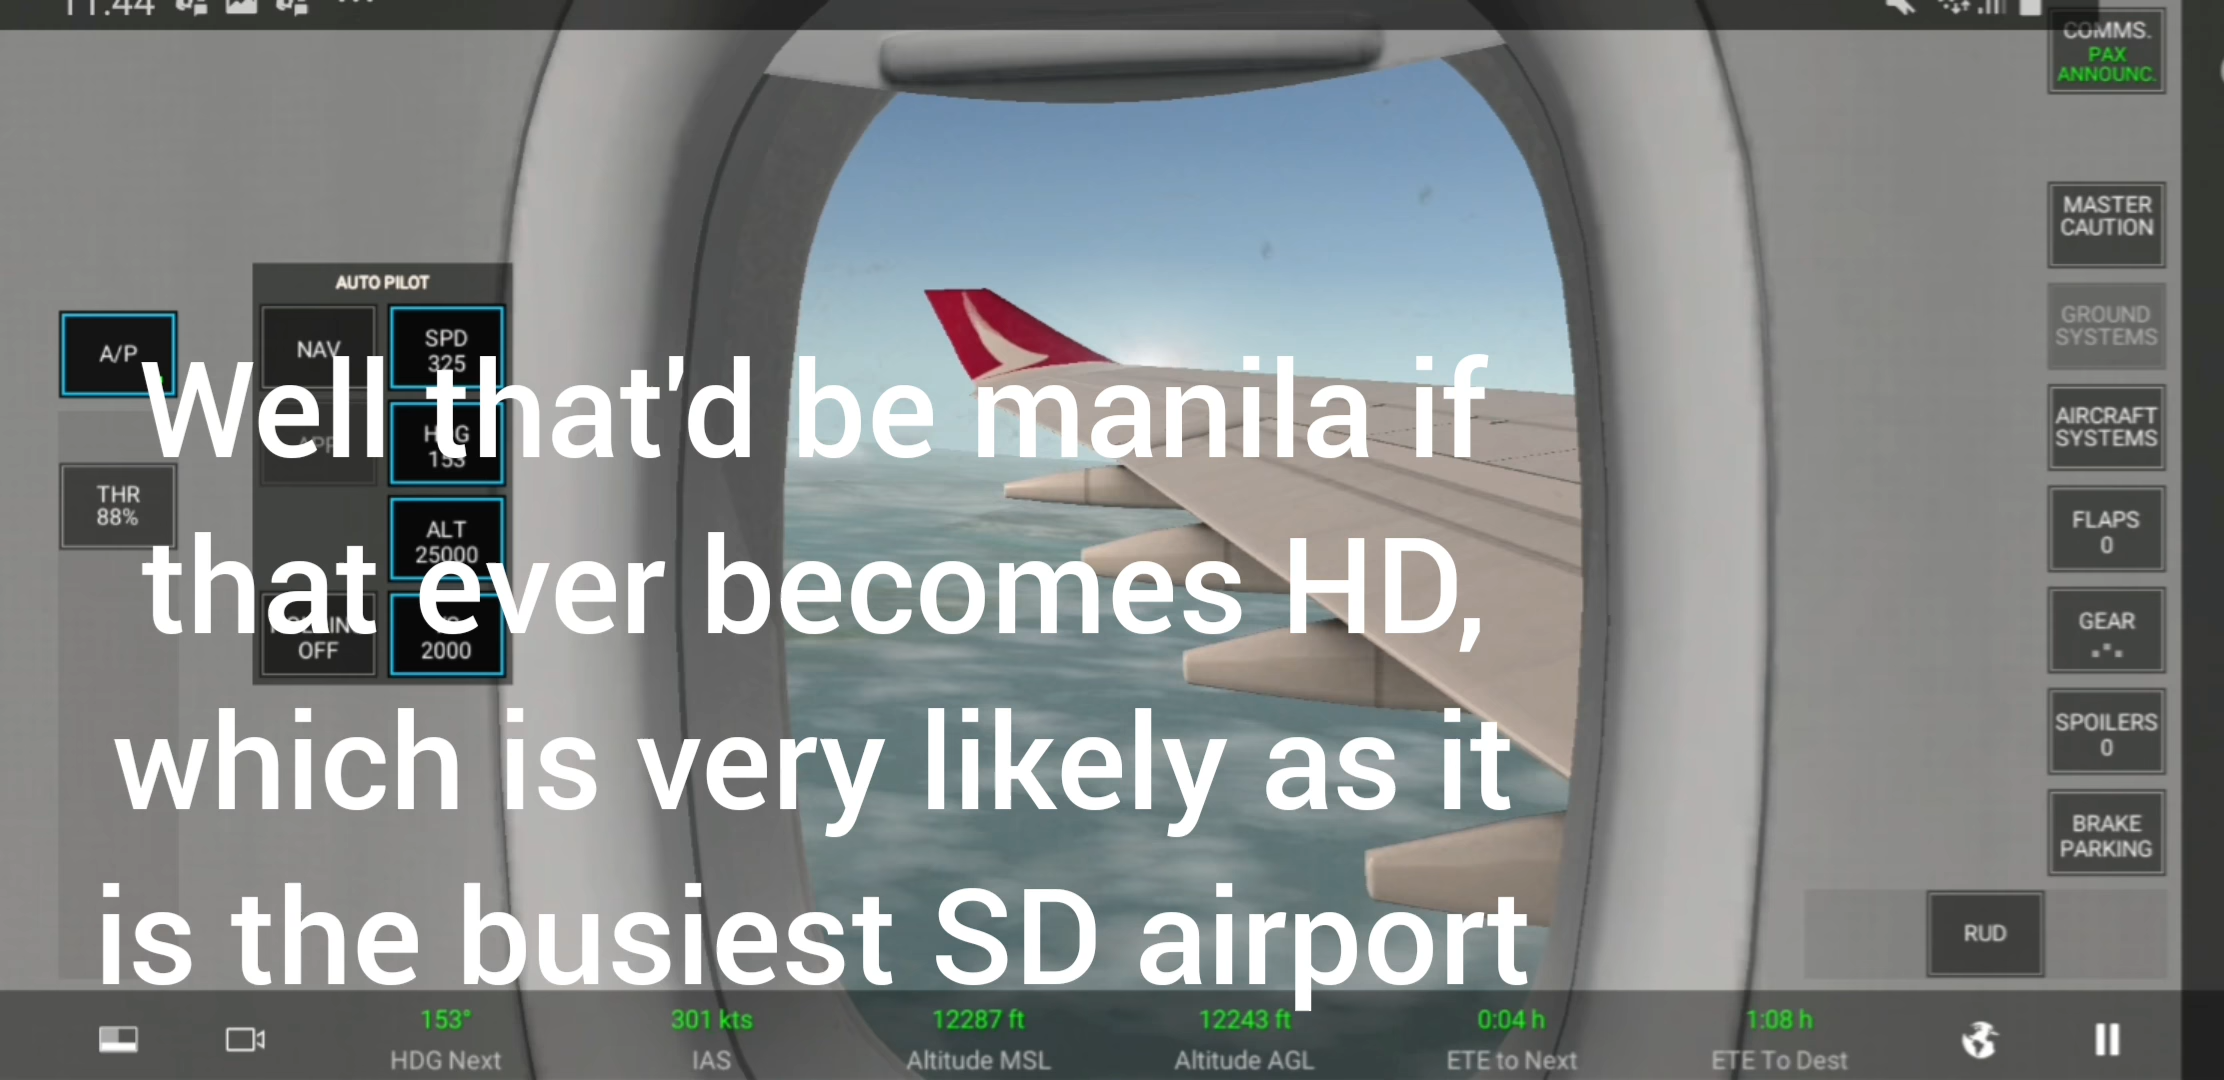 11:44
COMMS.
PAX
ANNOUNC.
MASTER
CAUTION
AUTO PILOT
A/P
NAV
SPD
325
GROUND
SYSTEMS
Well that'd be manila if
153
AIRCRAFT
SYSTEMS
THR
88%
ALT
25000
FLAPS
0
that ever becomes HD,
OFF
2000
GEAR
which is very likely as it
SPOILERS
0
BRAKE
PARKING
is the busiest SD airport
RUD
153° 301 kts 12287 ft 12243 ft 0:04 h 1:08 h
HDG Next IAS Altitude MSL Altitude AGL ETE to Next ETE To Dest